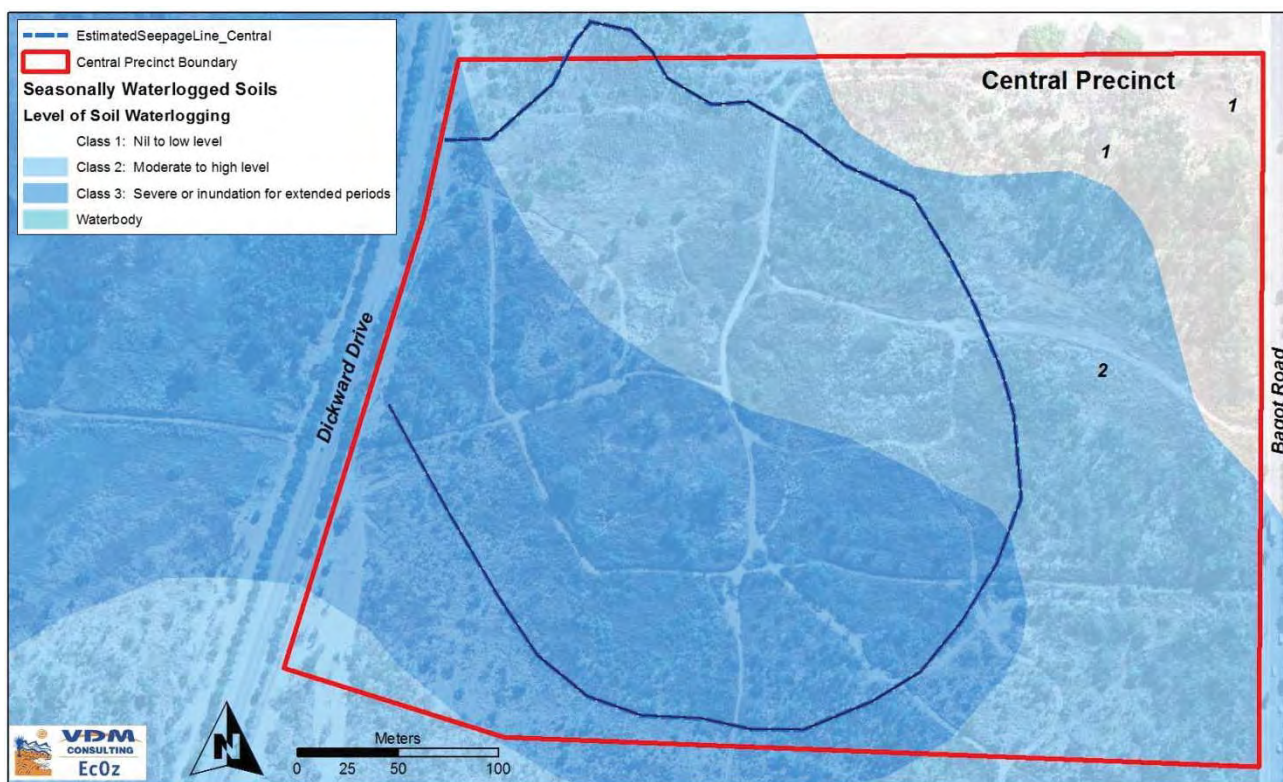 EstimatedSeepageLine_Central
Central Precinct Boundary
Seasonally Waterlogged Soils
Level of Soil Waterlogging
Class 1: Nil to low level
Class 2: Moderate to high level
Class 3: Severe or inundation for extended periods
Waterbody
Central Precinct
1
1
2
Dickward Drive
Bagot Road
VDM
CONSULTING
EcOz
N
Meters
0 25 50 100